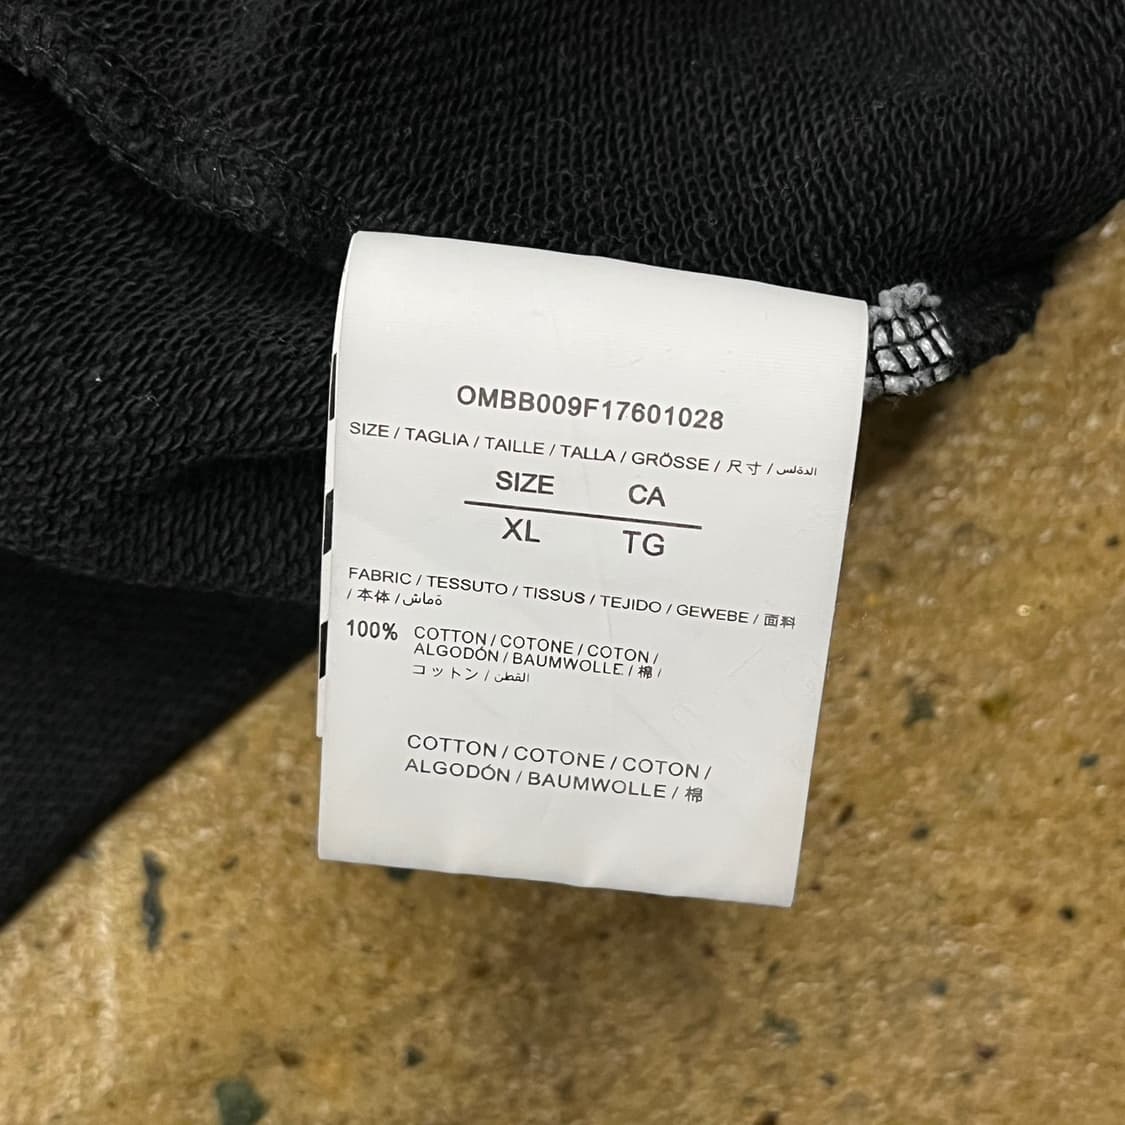 OMBB009F17601028
SIZE / TAGLIA / TAILLE / TALLA / GRÖSSE / 尺寸 /
SIZE CA
XL TG
FABRIC / TESSUTO / TISSUS / TEJIDO / GEWEBE / 面料
/ 本体 / ةماش
100% COTTON / COTONE / COTON /
ALGODÓN / BAUMWOLLE / 棉 /
コットン / القطن
COTTON / COTONE / COTON /
ALGODÓN / BAUMWOLLE / 棉